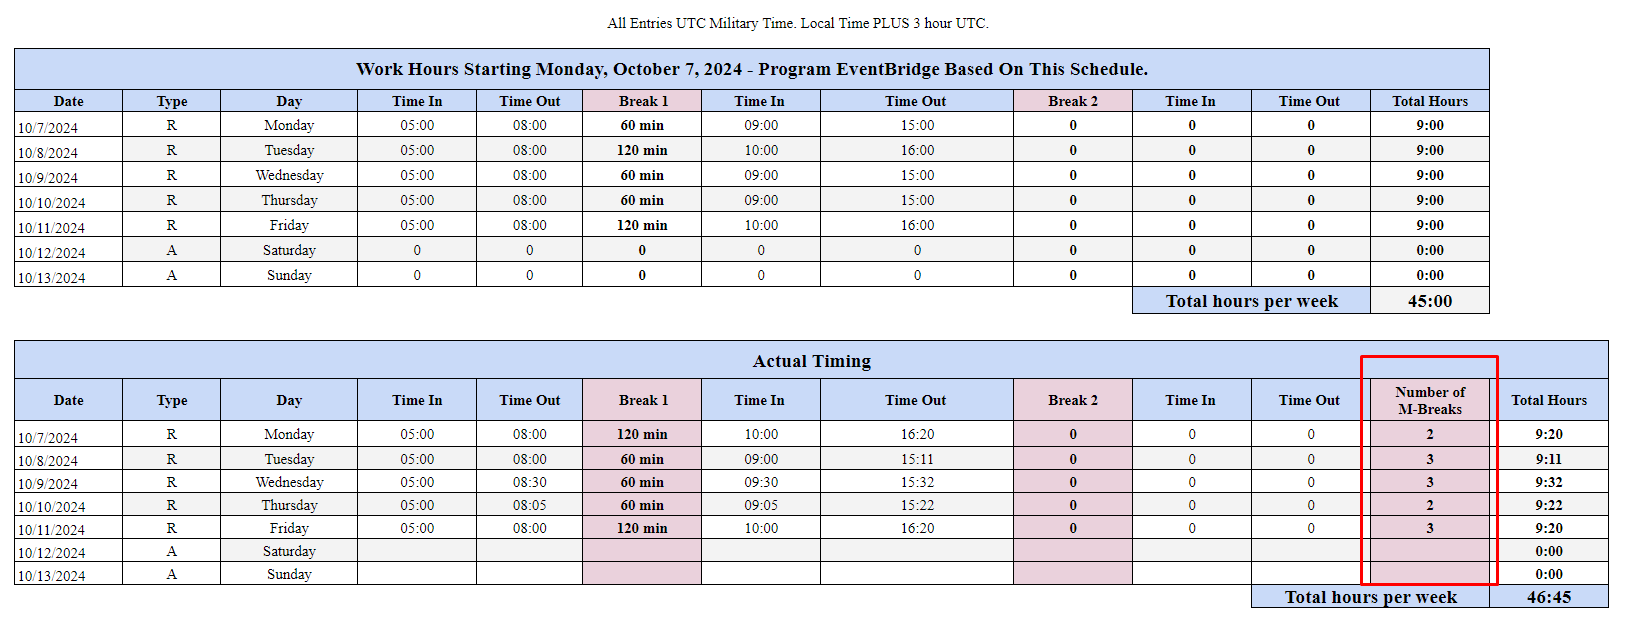 All Entries UTC Military Time. Local Time PLUS 3 hour UTC.
Work Hours Starting Monday, October 7, 2024 - Program EventBridge Based On This Schedule.
Date Type Day Time In Time Out Break 1 Time In Time Out Break 2 Time In Time Out Total Hours
10/7/2024 R Monday 05:00 08:00 60 min 09:00 15:00 0 0 0 9:00
10/8/2024 R Tuesday 05:00 08:00 120 min 10:00 16:00 0 0 0 9:00
10/9/2024 R Wednesday 05:00 08:00 60 min 09:00 15:00 0 0 0 9:00
10/10/2024 R Thursday 05:00 08:00 60 min 09:00 15:00 0 0 0 9:00
10/11/2024 R Friday 05:00 08:00 120 min 10:00 16:00 0 0 0 9:00
10/12/2024 A Saturday 0 0 0 0 0 0 0 0 0:00
10/13/2024 A Sunday 0 0 0 0 0 0 0 0 0:00
Total hours per week 45:00
Actual Timing
Date Type Day Time In Time Out Break 1 Time In Time Out Break 2 Time In Time Out Number of M-Breaks Total Hours
10/7/2024 R Monday 05:00 08:00 120 min 10:00 16:20 0 0 0 2 9:20
10/8/2024 R Tuesday 05:00 08:00 60 min 09:00 15:11 0 0 0 3 9:11
10/9/2024 R Wednesday 05:00 08:30 60 min 09:30 15:32 0 0 0 3 9:32
10/10/2024 R Thursday 05:00 08:05 60 min 09:05 15:22 0 0 0 2 9:22
10/11/2024 R Friday 05:00 08:00 120 min 10:00 16:20 0 0 0 3 9:20
10/12/2024 A Saturday 0:00
10/13/2024 A Sunday 0:00
Total hours per week 46:45